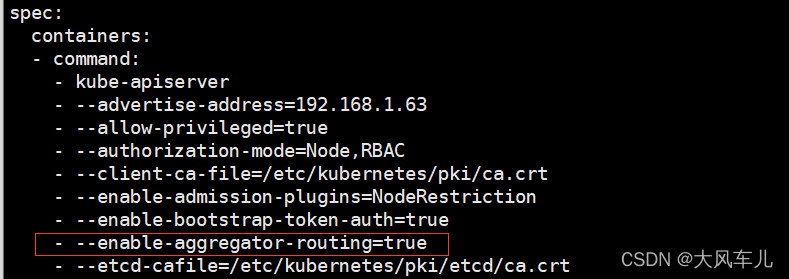 spec:
  containers:
  - command:
    - kube-apiserver
    - --advertise-address=192.168.1.63
    - --allow-privileged=true
    - --authorization-mode=Node,RBAC
    - --client-ca-file=/etc/kubernetes/pki/ca.crt
    - --enable-admission-plugins=NodeRestriction
    - --enable-bootstrap-token-auth=true
    - --enable-aggregator-routing=true
    - --etcd-cafile=/etc/kubernetes/pki/etcd/ca.crt
CSDN @大风车儿